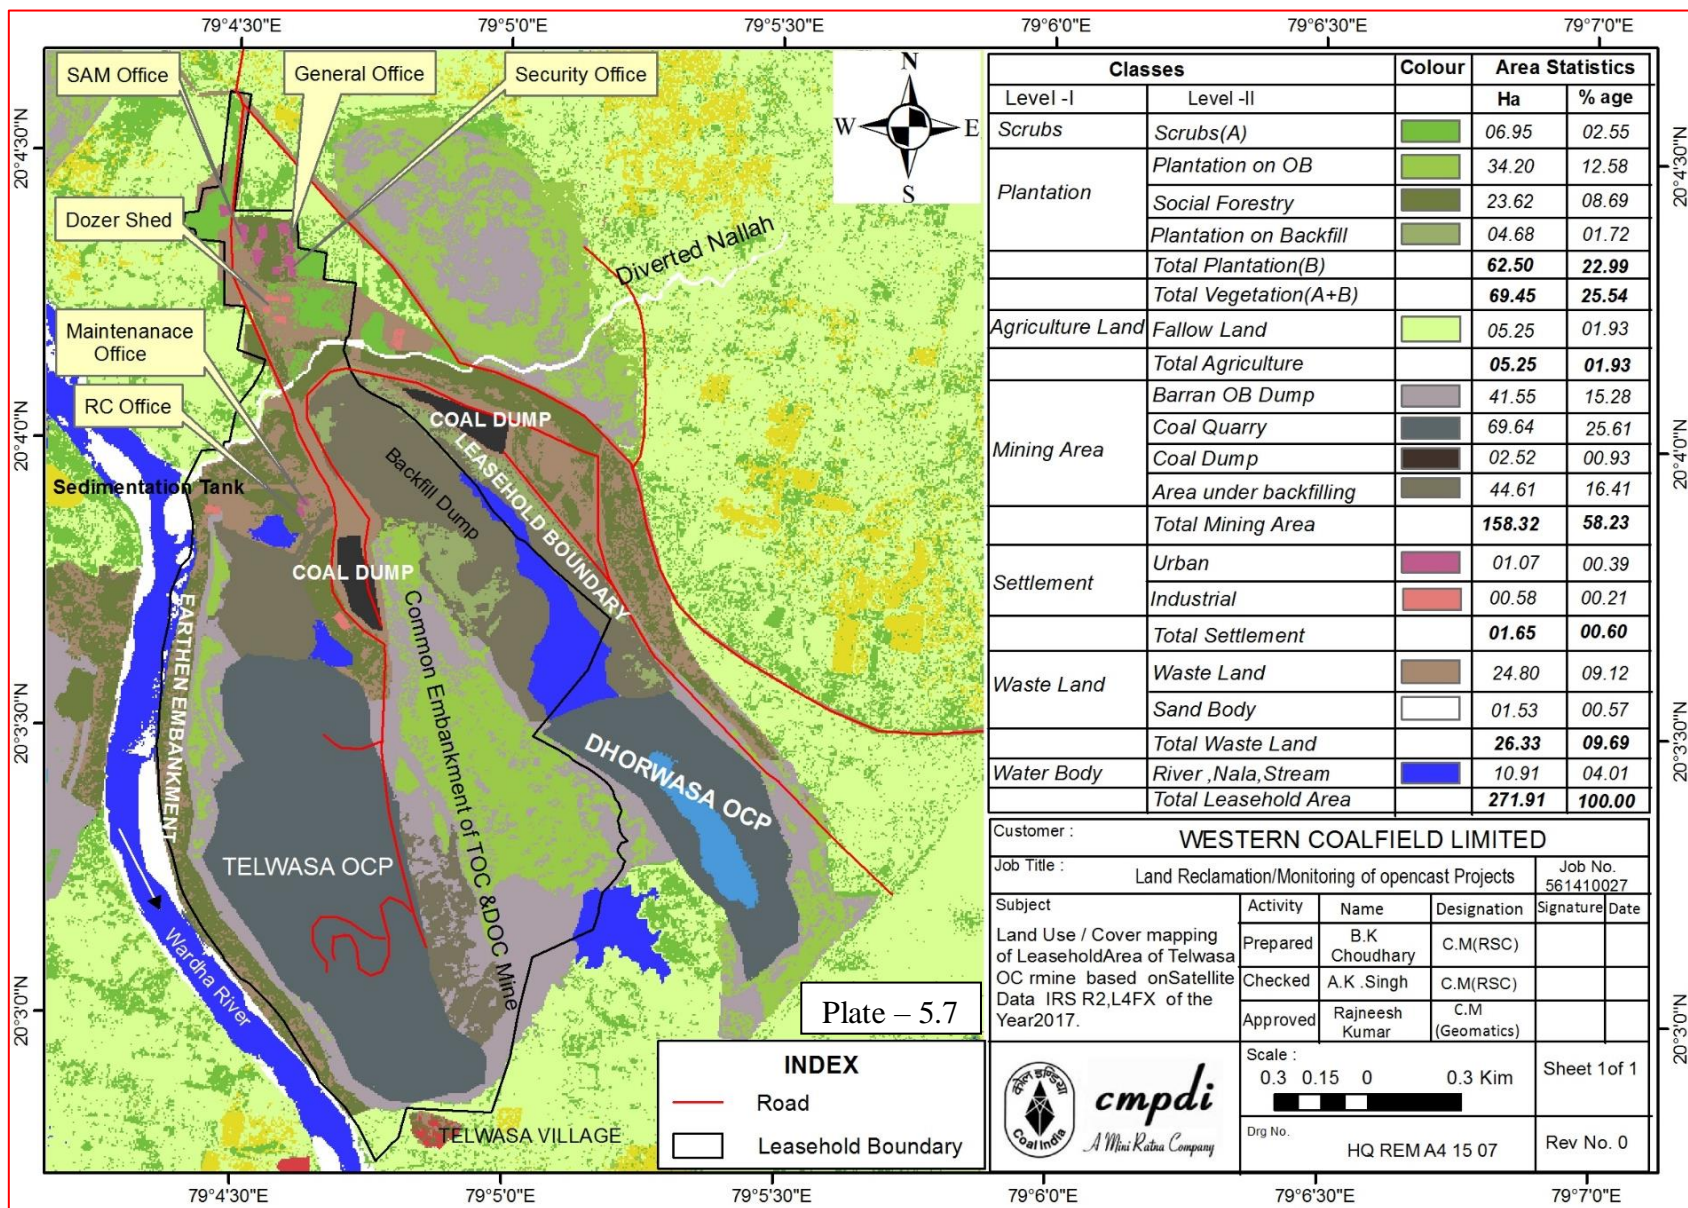 79°4'30"E 79°5'0"E 79°5'30"E 79°6'0"E 79°6'30"E 79°7'0"E
20°4'30"N
20°4'0"N
20°3'30"N
20°3'0"N
SAM Office
General Office
Security Office
Dozer Shed
Maintenanace
Office
RC Office
N
W E
S
Diverted Nallah
COAL DUMP
LEASEHOLD BOUNDARY
Backfill Dump
Sedimentation Tank
COAL DUMP
EARTHEN EMBANKMENT
Common Embankment of TOC &DOC Mine
DHORWASA OCP
TELWASA OCP
Wardha River
TELWASA VILLAGE
Plate – 5.7
INDEX
Road
Leasehold Boundary
Classes Colour Area Statistics
Level -I Level -II Ha % age
Scrubs Scrubs(A) 06.95 02.55
Plantation
Plantation on OB 34.20 12.58
Social Forestry 23.62 08.69
Plantation on Backfill 04.68 01.72
Total Plantation(B) 62.50 22.99
Total Vegetation(A+B) 69.45 25.54
Agriculture Land Fallow Land 05.25 01.93
Total Agriculture 05.25 01.93
Mining Area
Barran OB Dump 41.55 15.28
Coal Quarry 69.64 25.61
Coal Dump 02.52 00.93
Area under backfilling 44.61 16.41
Total Mining Area 158.32 58.23
Settlement
Urban 01.07 00.39
Industrial 00.58 00.21
Total Settlement 01.65 00.60
Waste Land
Waste Land 24.80 09.12
Sand Body 01.53 00.57
Total Waste Land 26.33 09.69
Water Body River ,Nala,Stream 10.91 04.01
Total Leasehold Area 271.91 100.00
Customer : WESTERN COALFIELD LIMITED
Job Title : Land Reclamation/Monitoring of opencast Projects
Job No.
561410027
Subject
Land Use / Cover mapping
of LeaseholdArea of Telwasa
OC rmine based onSatellite
Data IRS R2,L4FX of the
Year2017.
Activity Name Designation Signature Date
Prepared B.K Choudhary C.M(RSC)
Checked A.K .Singh C.M(RSC)
Approved Rajneesh Kumar C.M (Geomatics)
कोल इण्डिया
Coal India
cmpdi
A Mini Ratna Company
Scale :
0.3 0.15 0 0.3 Kim
Sheet 1of 1
Drg No.
HQ REM A4 15 07
Rev No. 0
20°4'30"N
20°4'0"N
20°3'30"N
20°3'0"N
79°4'30"E 79°5'0"E 79°5'30"E 79°6'0"E 79°6'30"E 79°7'0"E